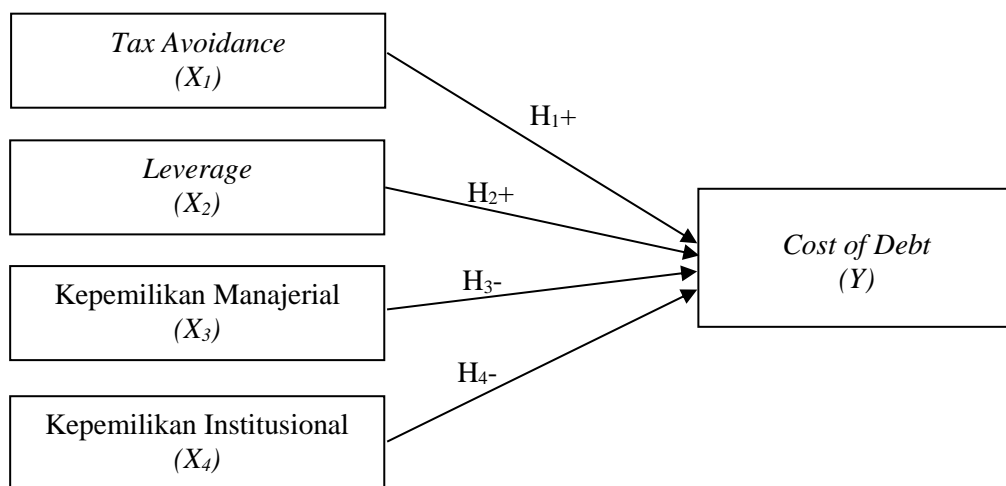 Tax Avoidance
(X₁)
H₁+
Leverage
(X₂)
H₂+
Cost of Debt
(Y)
Kepemilikan Manajerial
(X₃)
H₃-
Kepemilikan Institusional
(X₄)
H₄-